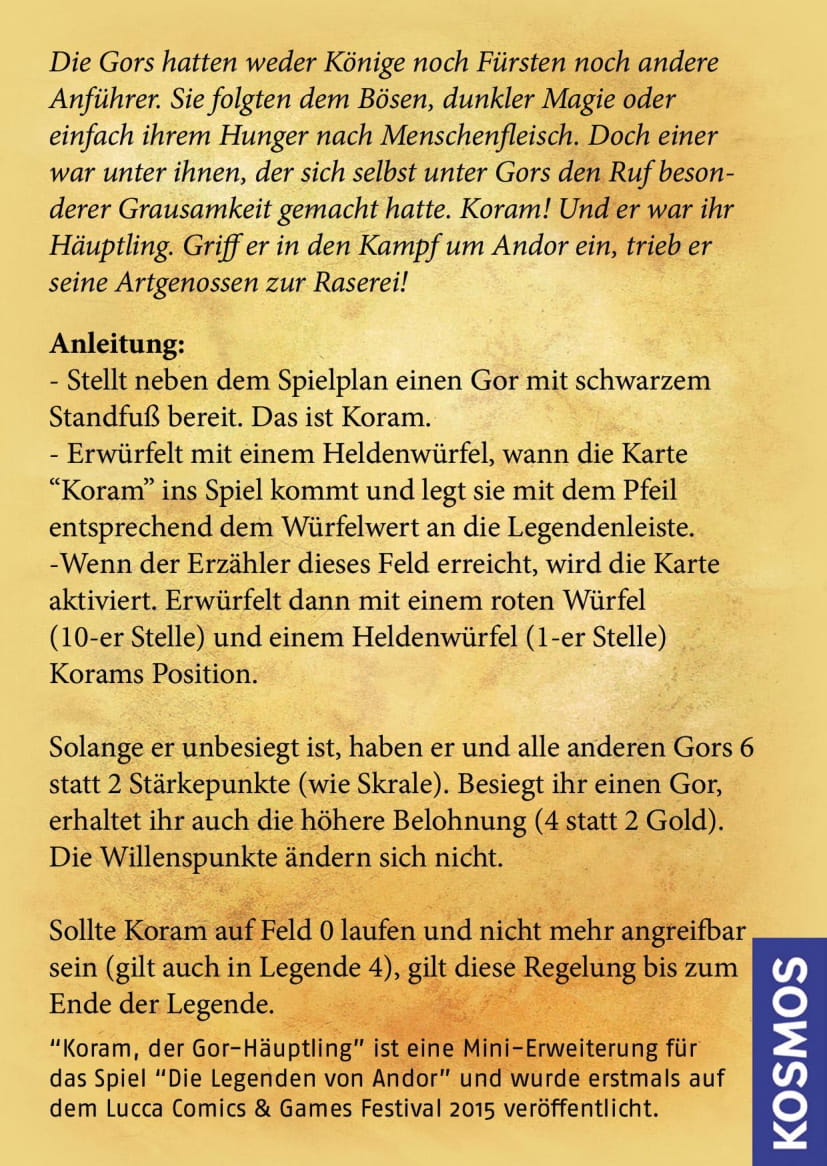 Die Gors hatten weder Könige noch Fürsten noch andere
Anführer. Sie folgten dem Bösen, dunkler Magie oder
einfach ihrem Hunger nach Menschenfleisch. Doch einer
war unter ihnen, der sich selbst unter Gors den Ruf beson-
derer Grausamkeit gemacht hatte. Koram! Und er war ihr
Häuptling. Griff er in den Kampf um Andor ein, trieb er
seine Artgenossen zur Raserei!
Anleitung:
- Stellt neben dem Spielplan einen Gor mit schwarzem
Standfuß bereit. Das ist Koram.
- Erwürfelt mit einem Heldenwürfel, wann die Karte
“Koram” ins Spiel kommt und legt sie mit dem Pfeil
entsprechend dem Würfelwert an die Legendenleiste.
-Wenn der Erzähler dieses Feld erreicht, wird die Karte
aktiviert. Erwürfelt dann mit einem roten Würfel
(10-er Stelle) und einem Heldenwürfel (1-er Stelle)
Korams Position.
Solange er unbesiegt ist, haben er und alle anderen Gors 6
statt 2 Stärkepunkte (wie Skrale). Besiegt ihr einen Gor,
erhaltet ihr auch die höhere Belohnung (4 statt 2 Gold).
Die Willenspunkte ändern sich nicht.
Sollte Koram auf Feld 0 laufen und nicht mehr angreifbar
sein (gilt auch in Legende 4), gilt diese Regelung bis zum
Ende der Legende.
“Koram, der Gor-Häuptling” ist eine Mini-Erweiterung für
das Spiel “Die Legenden von Andor” und wurde erstmals auf
dem Lucca Comics & Games Festival 2015 veröffentlicht.
KOSMOS